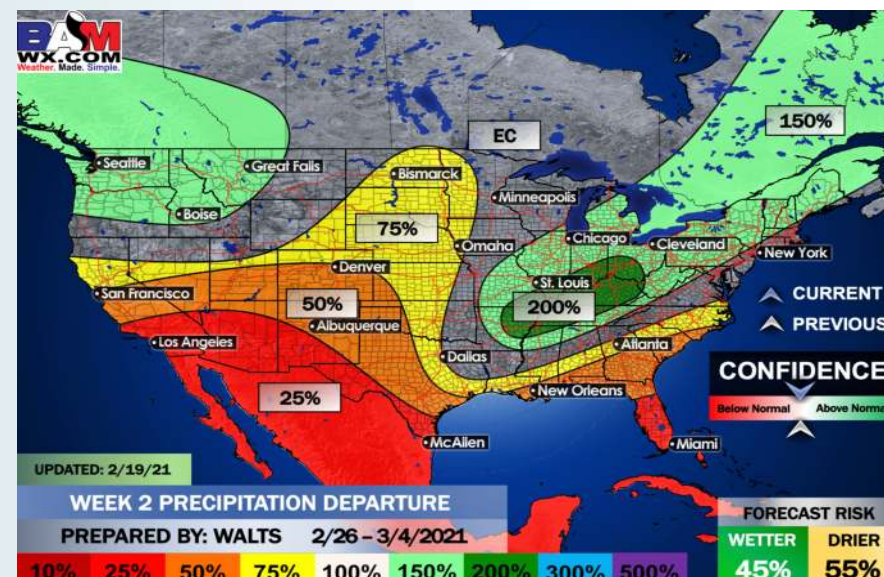 BAM
WX.COM
Weather. Made. Simple.
150%
EC
Seattle
Great Falls
Bismarck
Minneapolis
Boise
75%
Omaha
Chicago
Cleveland
New York
Denver
St. Louis
San Francisco
50%
200%
CURRENT
Albuquerque
PREVIOUS
Los Angeles
Dallas
Atlanta
CONFIDENCE
New Orleans
Below Normal
Above Norma
25%
McAllen
Miami
UPDATED: 2/19/21
WEEK 2 PRECIPITATION DEPARTURE
FORECAST RISK
PREPARED BY: WALTS 2/26 – 3/4/2021
WETTER DRIER
10% 25% 50% 75% 100% 150% 200% 300% 500%
45% 55%